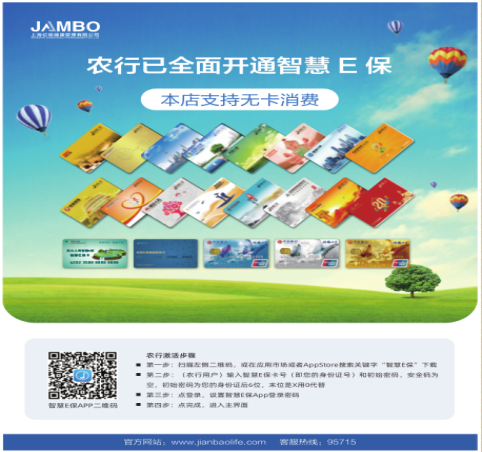 JAMBO
农行已全面开通智慧 E 保
本店支持无卡消费
农行激活步骤
第一步：扫描左侧二维码，或在应用市场或者AppStore搜索关键字“智慧E保”下载
第二步：（农行用户）输入智慧E保卡号（即您的身份证号）和初始密码，安全码为
空，初始密码为您的身份证后6位，末位是X用0代替
第三步：点登录，设置智慧E保App登录密码
第四步：点完成，进入主界面
智慧E保APP二维码
官方网站：www.jianbaolife.com 客服热线：95715